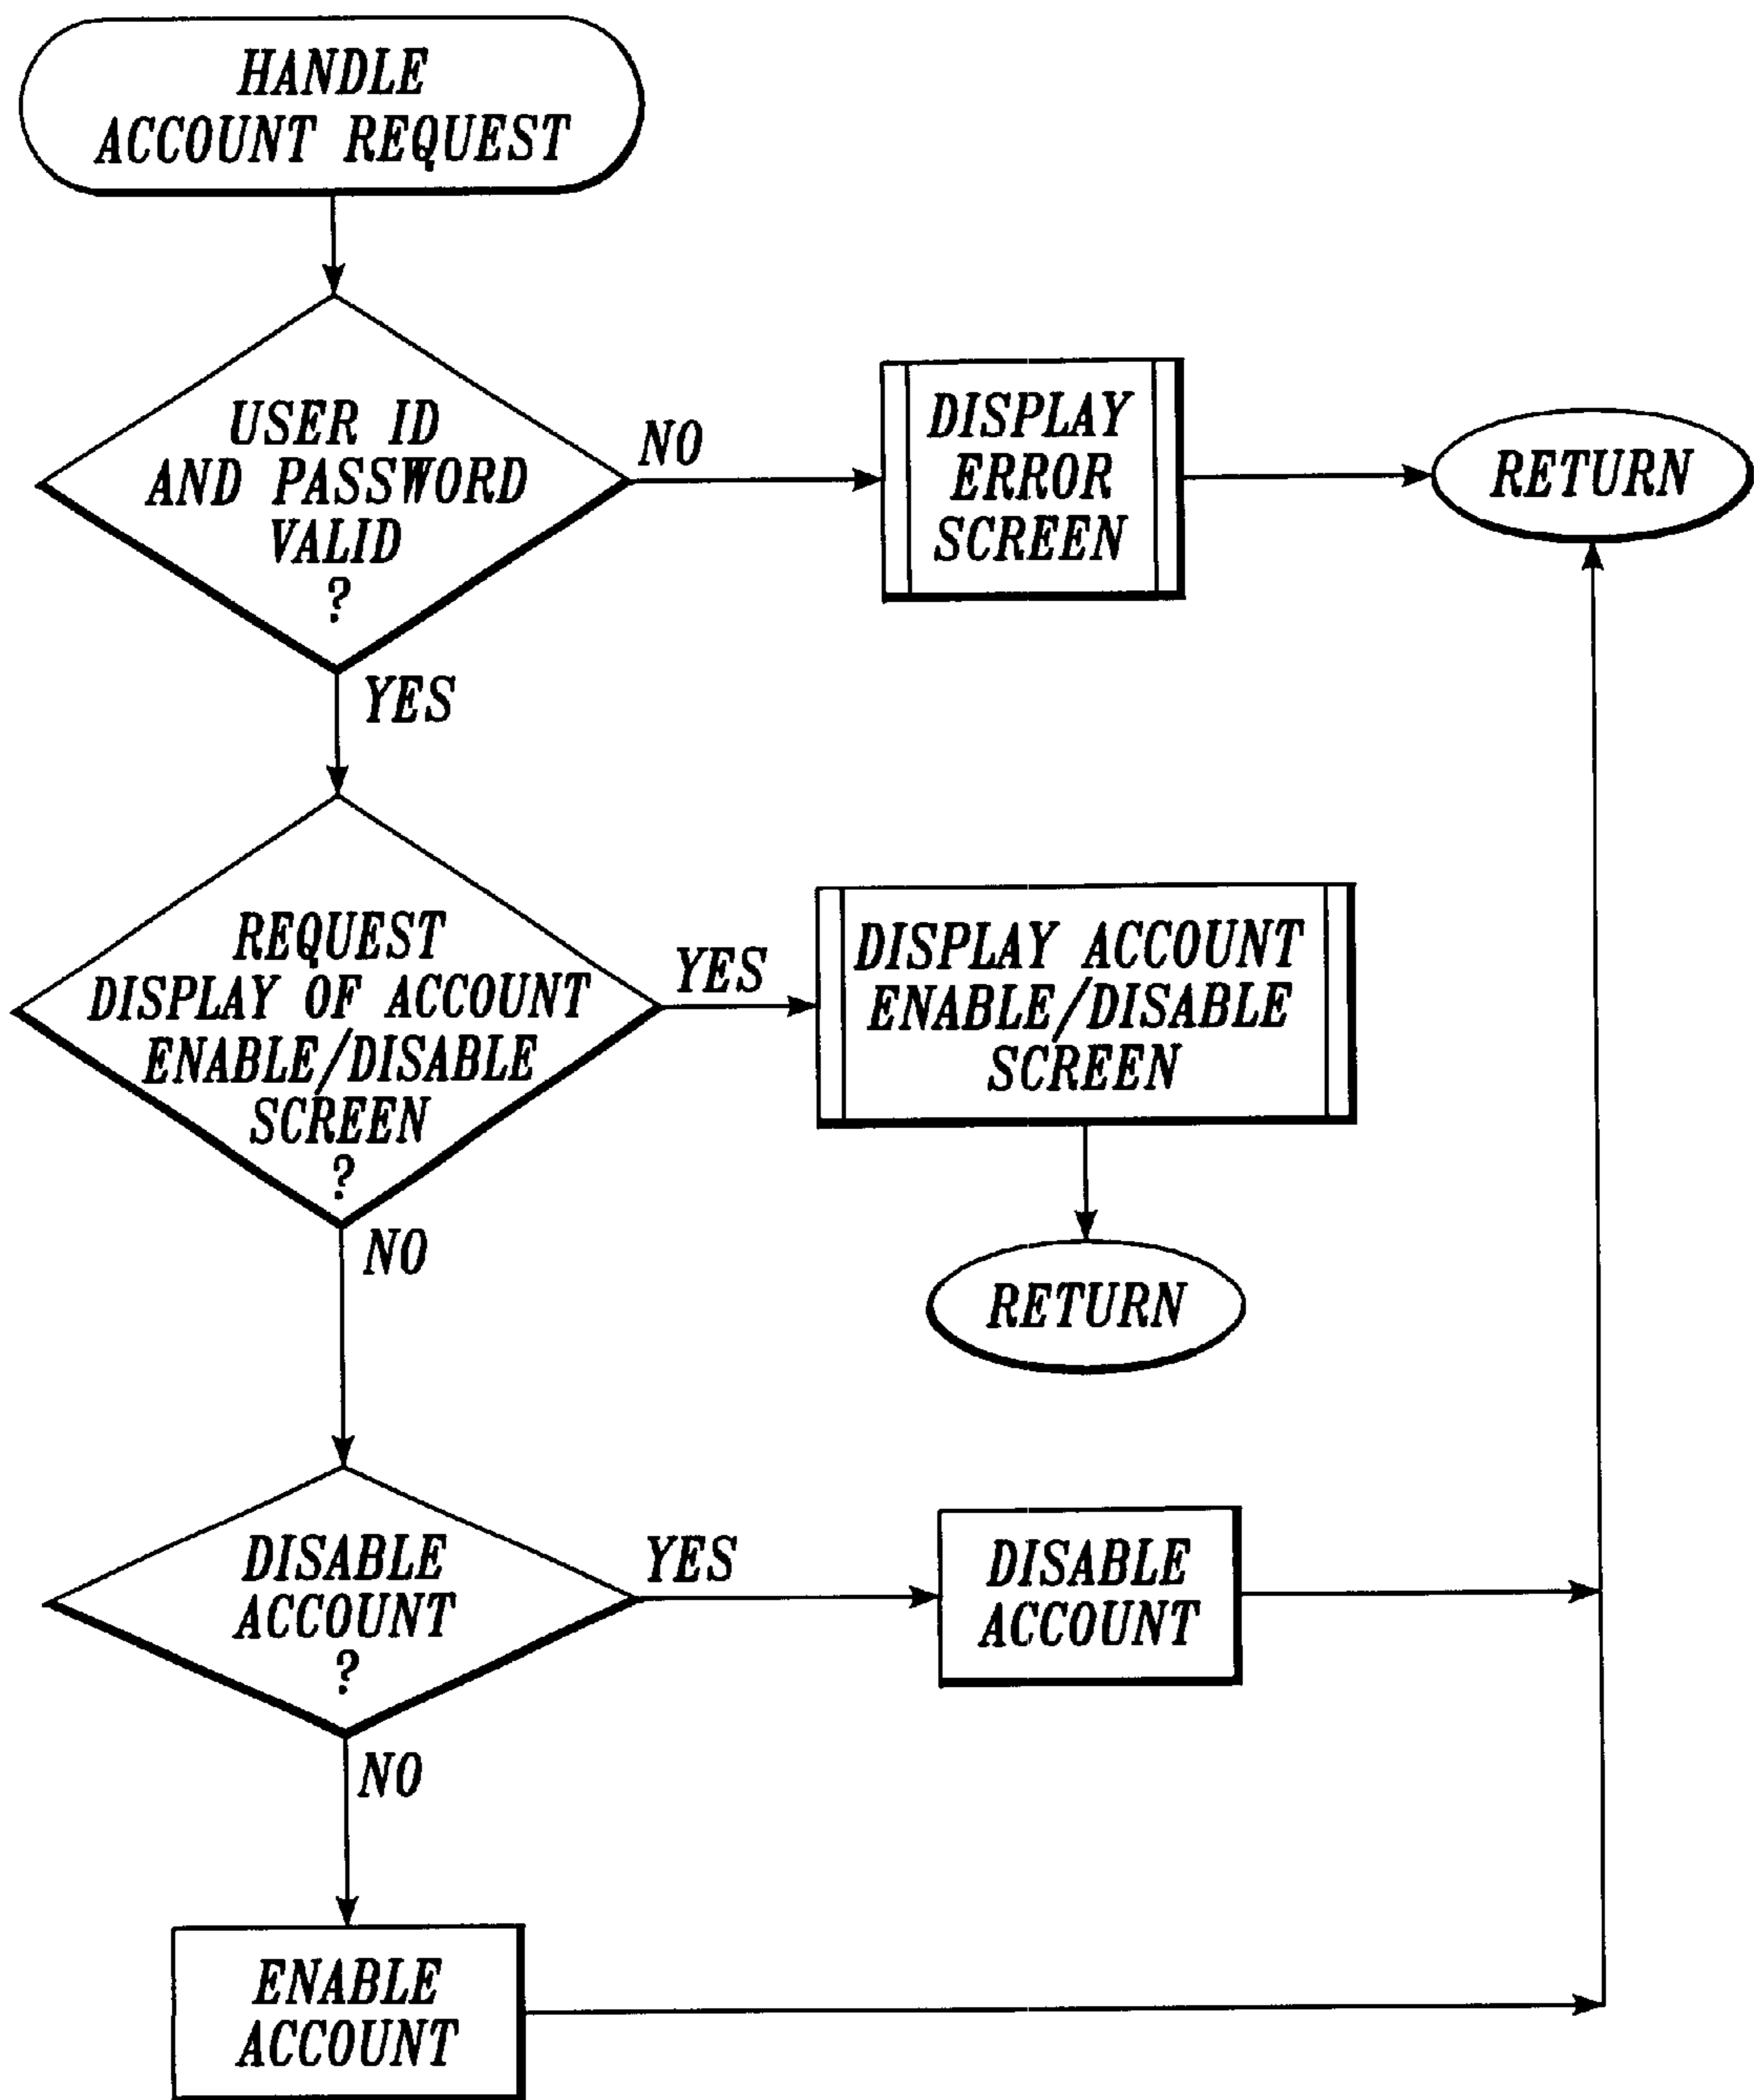 HANDLE
ACCOUNT REQUEST
USER ID
AND PASSWORD
VALID
?
NO
DISPLAY
ERROR
SCREEN
RETURN
YES
REQUEST
DISPLAY OF ACCOUNT
ENABLE/DISABLE
SCREEN
?
YES
DISPLAY ACCOUNT
ENABLE/DISABLE
SCREEN
RETURN
NO
DISABLE
ACCOUNT
?
YES
DISABLE
ACCOUNT
NO
ENABLE
ACCOUNT